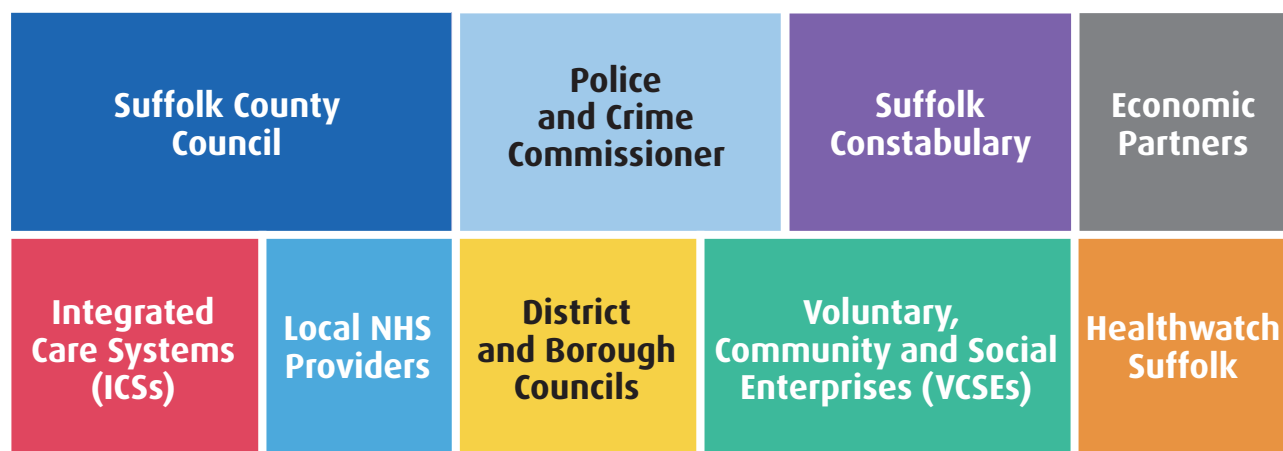 Suffolk County
Council
Police
and Crime
Commissioner
Suffolk
Constabulary
Economic
Partners
Integrated
Care Systems
(ICSs)
Local NHS
Providers
District
and Borough
Councils
Voluntary,
Community and Social
Enterprises (VCSEs)
Healthwatch
Suffolk